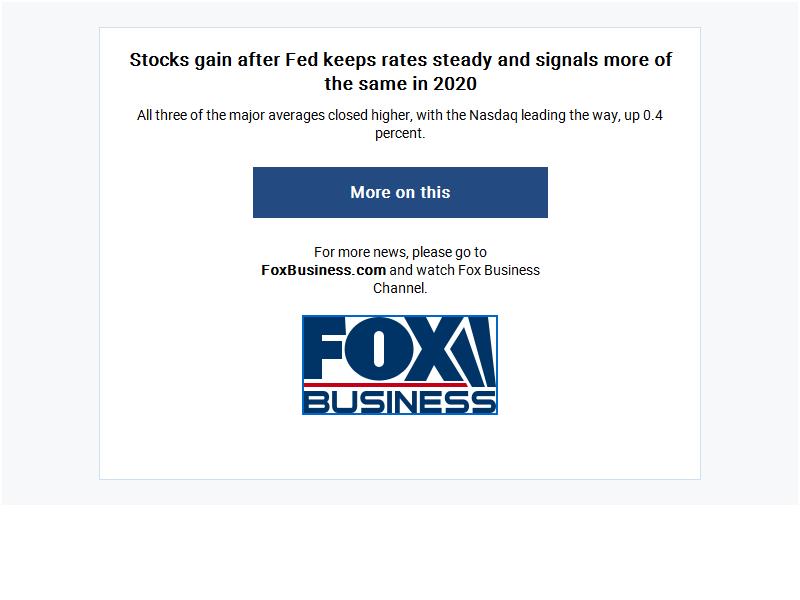 Stocks gain after Fed keeps rates steady and signals more of
the same in 2020
All three of the major averages closed higher, with the Nasdaq leading the way, up 0.4
percent.
More on this
For more news, please go to
FoxBusiness.com and watch Fox Business
Channel.
FOX
BUSINESS